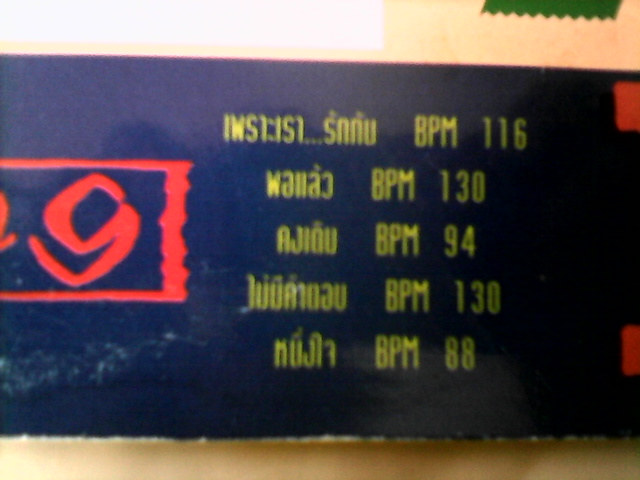 เพราะเรา...รักกัน BPM 116
พอแล้ว BPM 130
คงเดิม BPM 94
ไม่มีคำตอบ BPM 130
หนึ่งใจ BPM 88